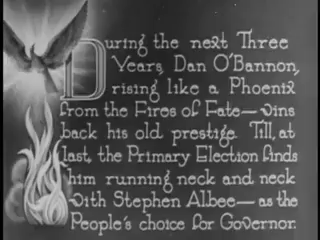 During the next Three
Years, Dan O'Bannon,
rising like a Phoenix
from the Fires of Fate—wins
back his old prestige. Till, at
last, the Primary Election finds
him running neck and neck
with Stephen Albee—as the
People's choice for Governor.